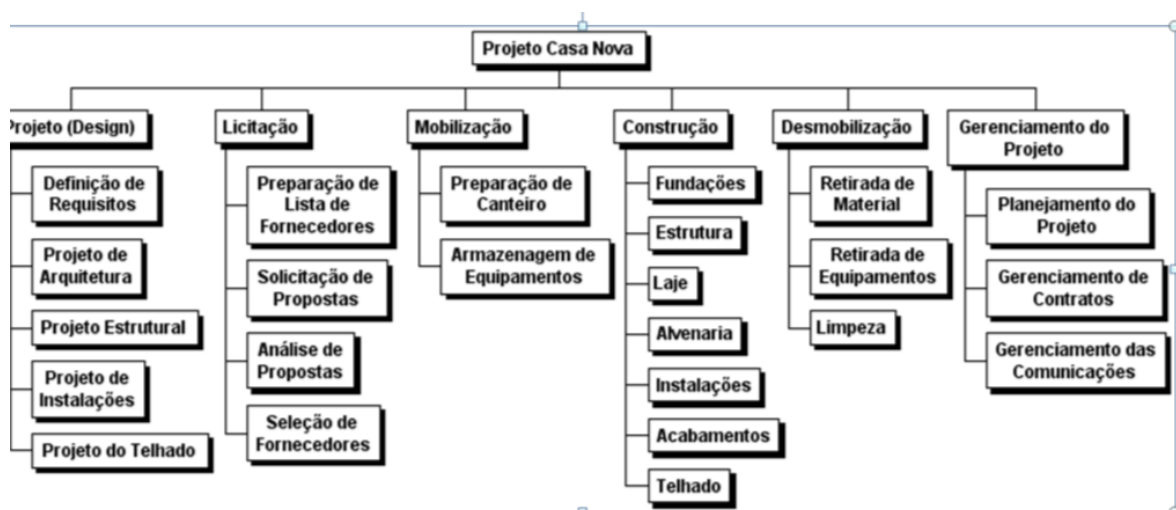 Projeto Casa Nova
Projeto (Design)
Licitação
Mobilização
Construção
Desmobilização
Gerenciamento do
Projeto
Definição de
Requisitos
Projeto de
Arquitetura
Projeto Estrutural
Projeto de
Instalações
Projeto do Telhado
Preparação de
Lista de
Fornecedores
Solicitação de
Propostas
Análise de
Propostas
Seleção de
Fornecedores
Preparação de
Canteiro
Armazenagem de
Equipamentos
Fundações
Estrutura
Laje
Alvenaria
Instalações
Acabamentos
Telhado
Retirada de
Material
Retirada de
Equipamentos
Limpeza
Planejamento do
Projeto
Gerenciamento de
Contratos
Gerenciamento das
Comunicações